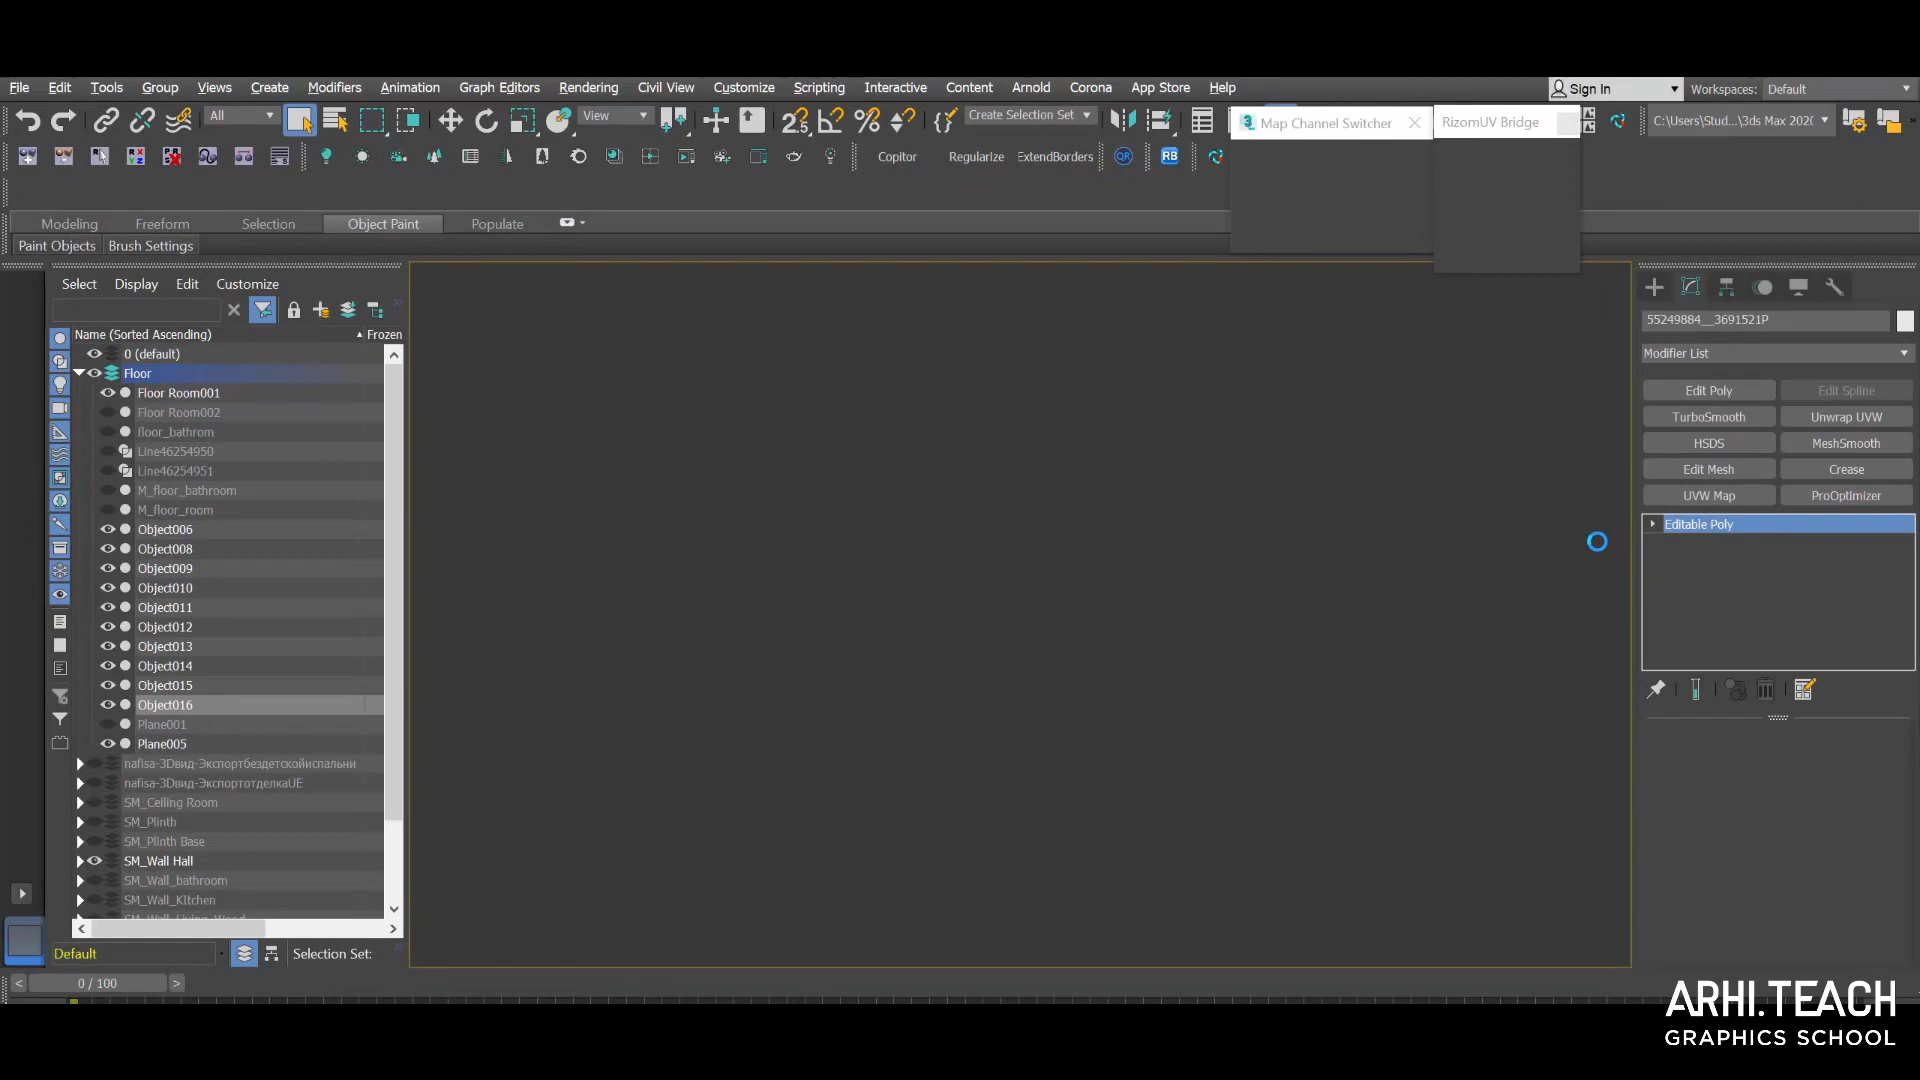 File Edit Tools Group Views Create Modifiers Animation Graph Editors Rendering Civil View Customize Scripting Interactive Content Arnold Corona App Store Help Sign In Workspaces: Default
All View Create Selection Set Map Channel Switcher RizomUV Bridge C:\Users\Stud...\3ds Max 2020
Copitor Regularize ExtendBorders QR RB
Modeling Freeform Selection Object Paint Populate
Paint Objects Brush Settings
Select Display Edit Customize
Name (Sorted Ascending) Frozen
0 (default)
Floor
Floor Room001
Floor Room002
floor_bathrom
Line46254950
Line46254951
M_floor_bathroom
M_floor_room
Object006
Object008
Object009
Object010
Object011
Object012
Object013
Object014
Object015
Object016
Plane001
Plane005
nafisa-3Dвид-Экспортбездетскойиспальни
nafisa-3Dвид-ЭкспортотделкаUE
SM_Ceiling Room
SM_Plinth
SM_Plinth Base
SM_Wall Hall
SM_Wall_bathroom
SM_Wall_KItchen
SM_Wall_Living_Wood
Default Selection Set:
0 / 100
55249884__3691521P
Modifier List
Edit Poly Edit Spline
TurboSmooth Unwrap UVW
HSDS MeshSmooth
Edit Mesh Crease
UVW Map ProOptimizer
Editable Poly
ARHI.TEACH
GRAPHICS SCHOOL